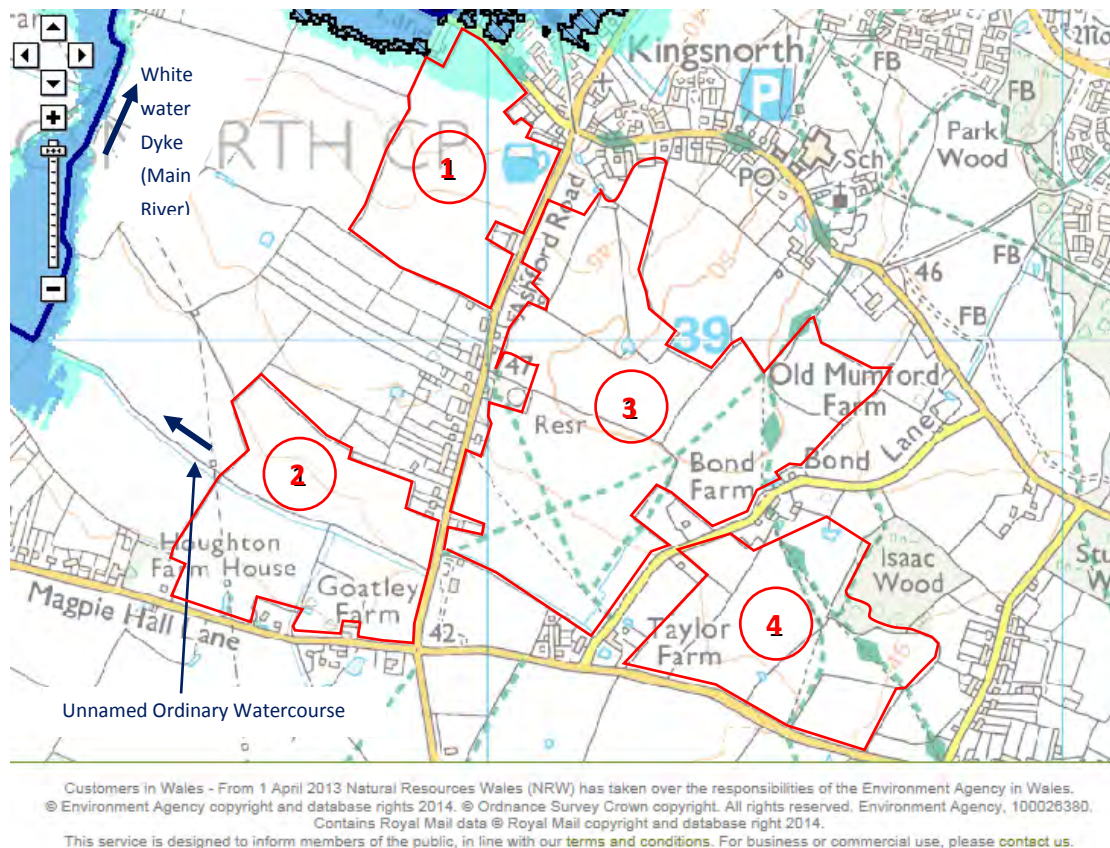 White
water
Dyke
(Main
River)
Kingsnorth
P
FB
FB
Park
Wood
RTH CP
1
Sch
PO
Ashford Road
46
FB
46
50
FB
39
47
3
Old Mumford
Farm
Resr
2
Bond
Farm
Bond Lane
Houghton
Farm House
Isaac
Wood
Goatley
Farm
Magpie Hall Lane
42
Taylor
Farm
4
46
Unnamed Ordinary Watercourse
Customers in Wales - From 1 April 2013 Natural Resources Wales (NRW) has taken over the responsibilities of the Environment Agency in Wales.
© Environment Agency copyright and database rights 2014. © Ordnance Survey Crown copyright. All rights reserved. Environment Agency, 100026380.
Contains Royal Mail data © Royal Mail copyright and database right 2014.
This service is designed to inform members of the public, in line with our terms and conditions. For business or commercial use, please contact us.